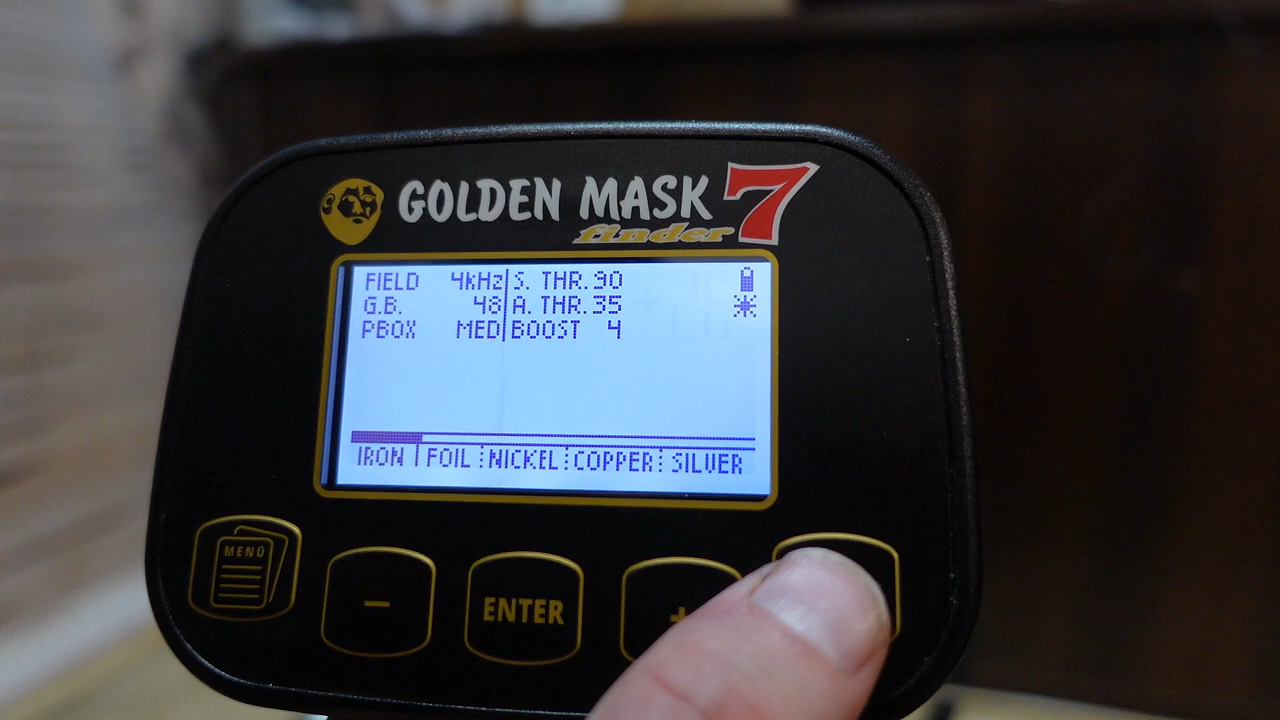 GOLDEN MASK 7
finder
FIELD 4kHz S. THR. 90
G.B. 48 A. THR. 35
PBOX MED BOOST 4
IRON FOIL NICKEL COPPER SILVER
MENU
-
ENTER
+